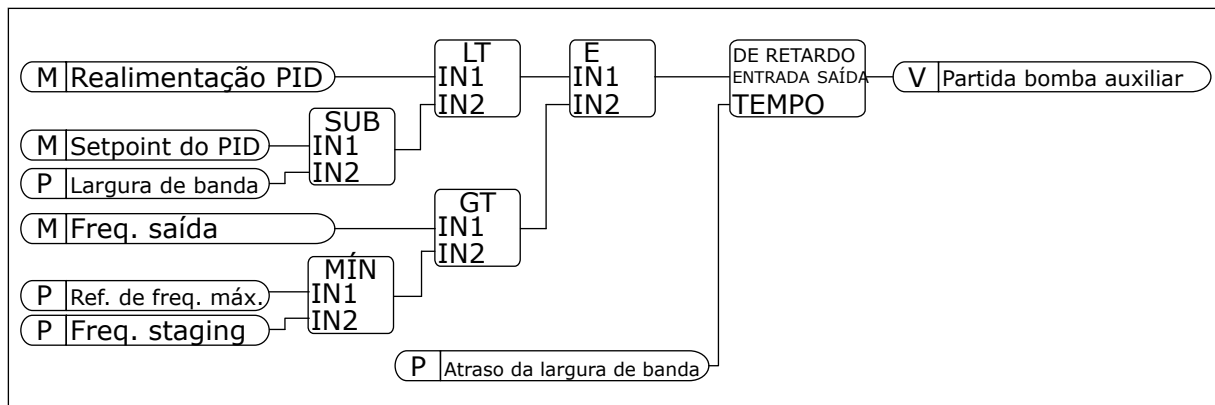 LT
E
DE RETARDO
M Realimentação PID
IN1
IN1
ENTRADA SAÍDA
V Partida bomba auxiliar
IN2
IN2
TEMPO
SUB
M Setpoint do PID
IN1
P Largura de banda
IN2
GT
M Freq. saída
IN1
IN2
MÍN
P Ref. de freq. máx.
IN1
P Freq. staging
IN2
P Atraso da largura de banda